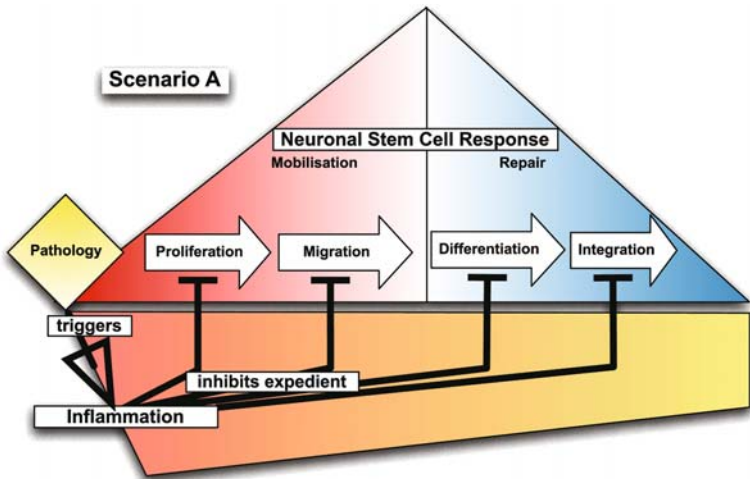 Scenario A
Neuronal Stem Cell Response
Mobilisation
Repair
Pathology
Proliferation
Migration
Differentiation
Integration
triggers
inhibits expedient
Inflammation